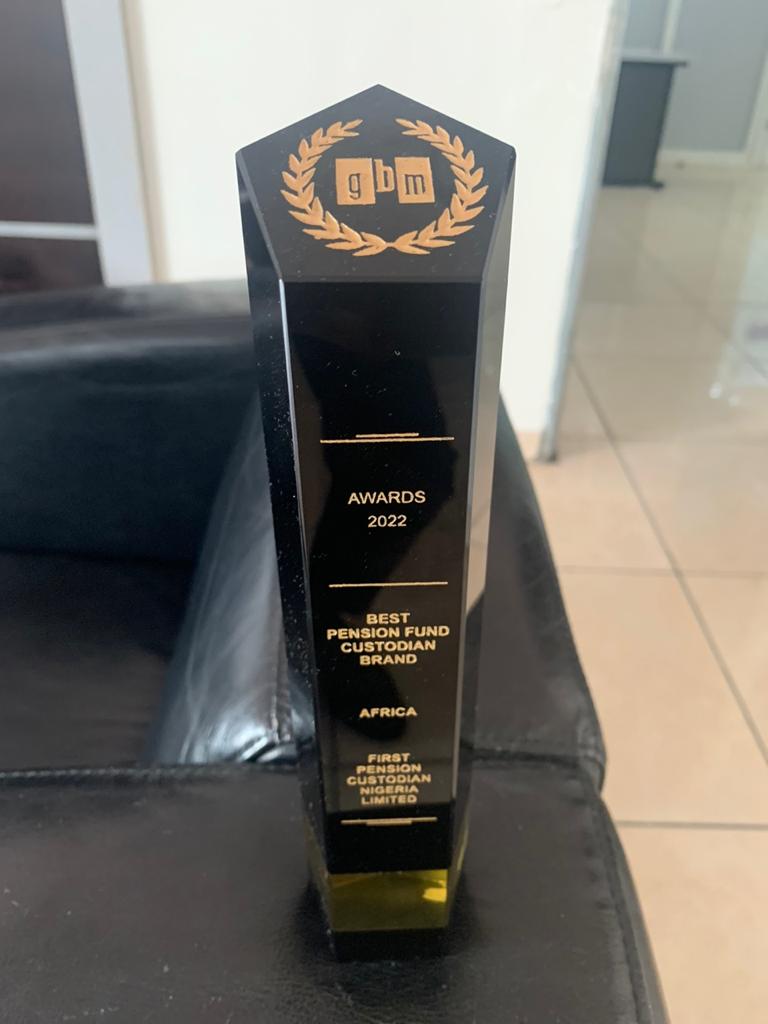 gbm
AWARDS
2022
BEST
PENSION FUND
CUSTODIAN
BRAND
AFRICA
FIRST
PENSION
CUSTODIAN
NIGERIA
LIMITED